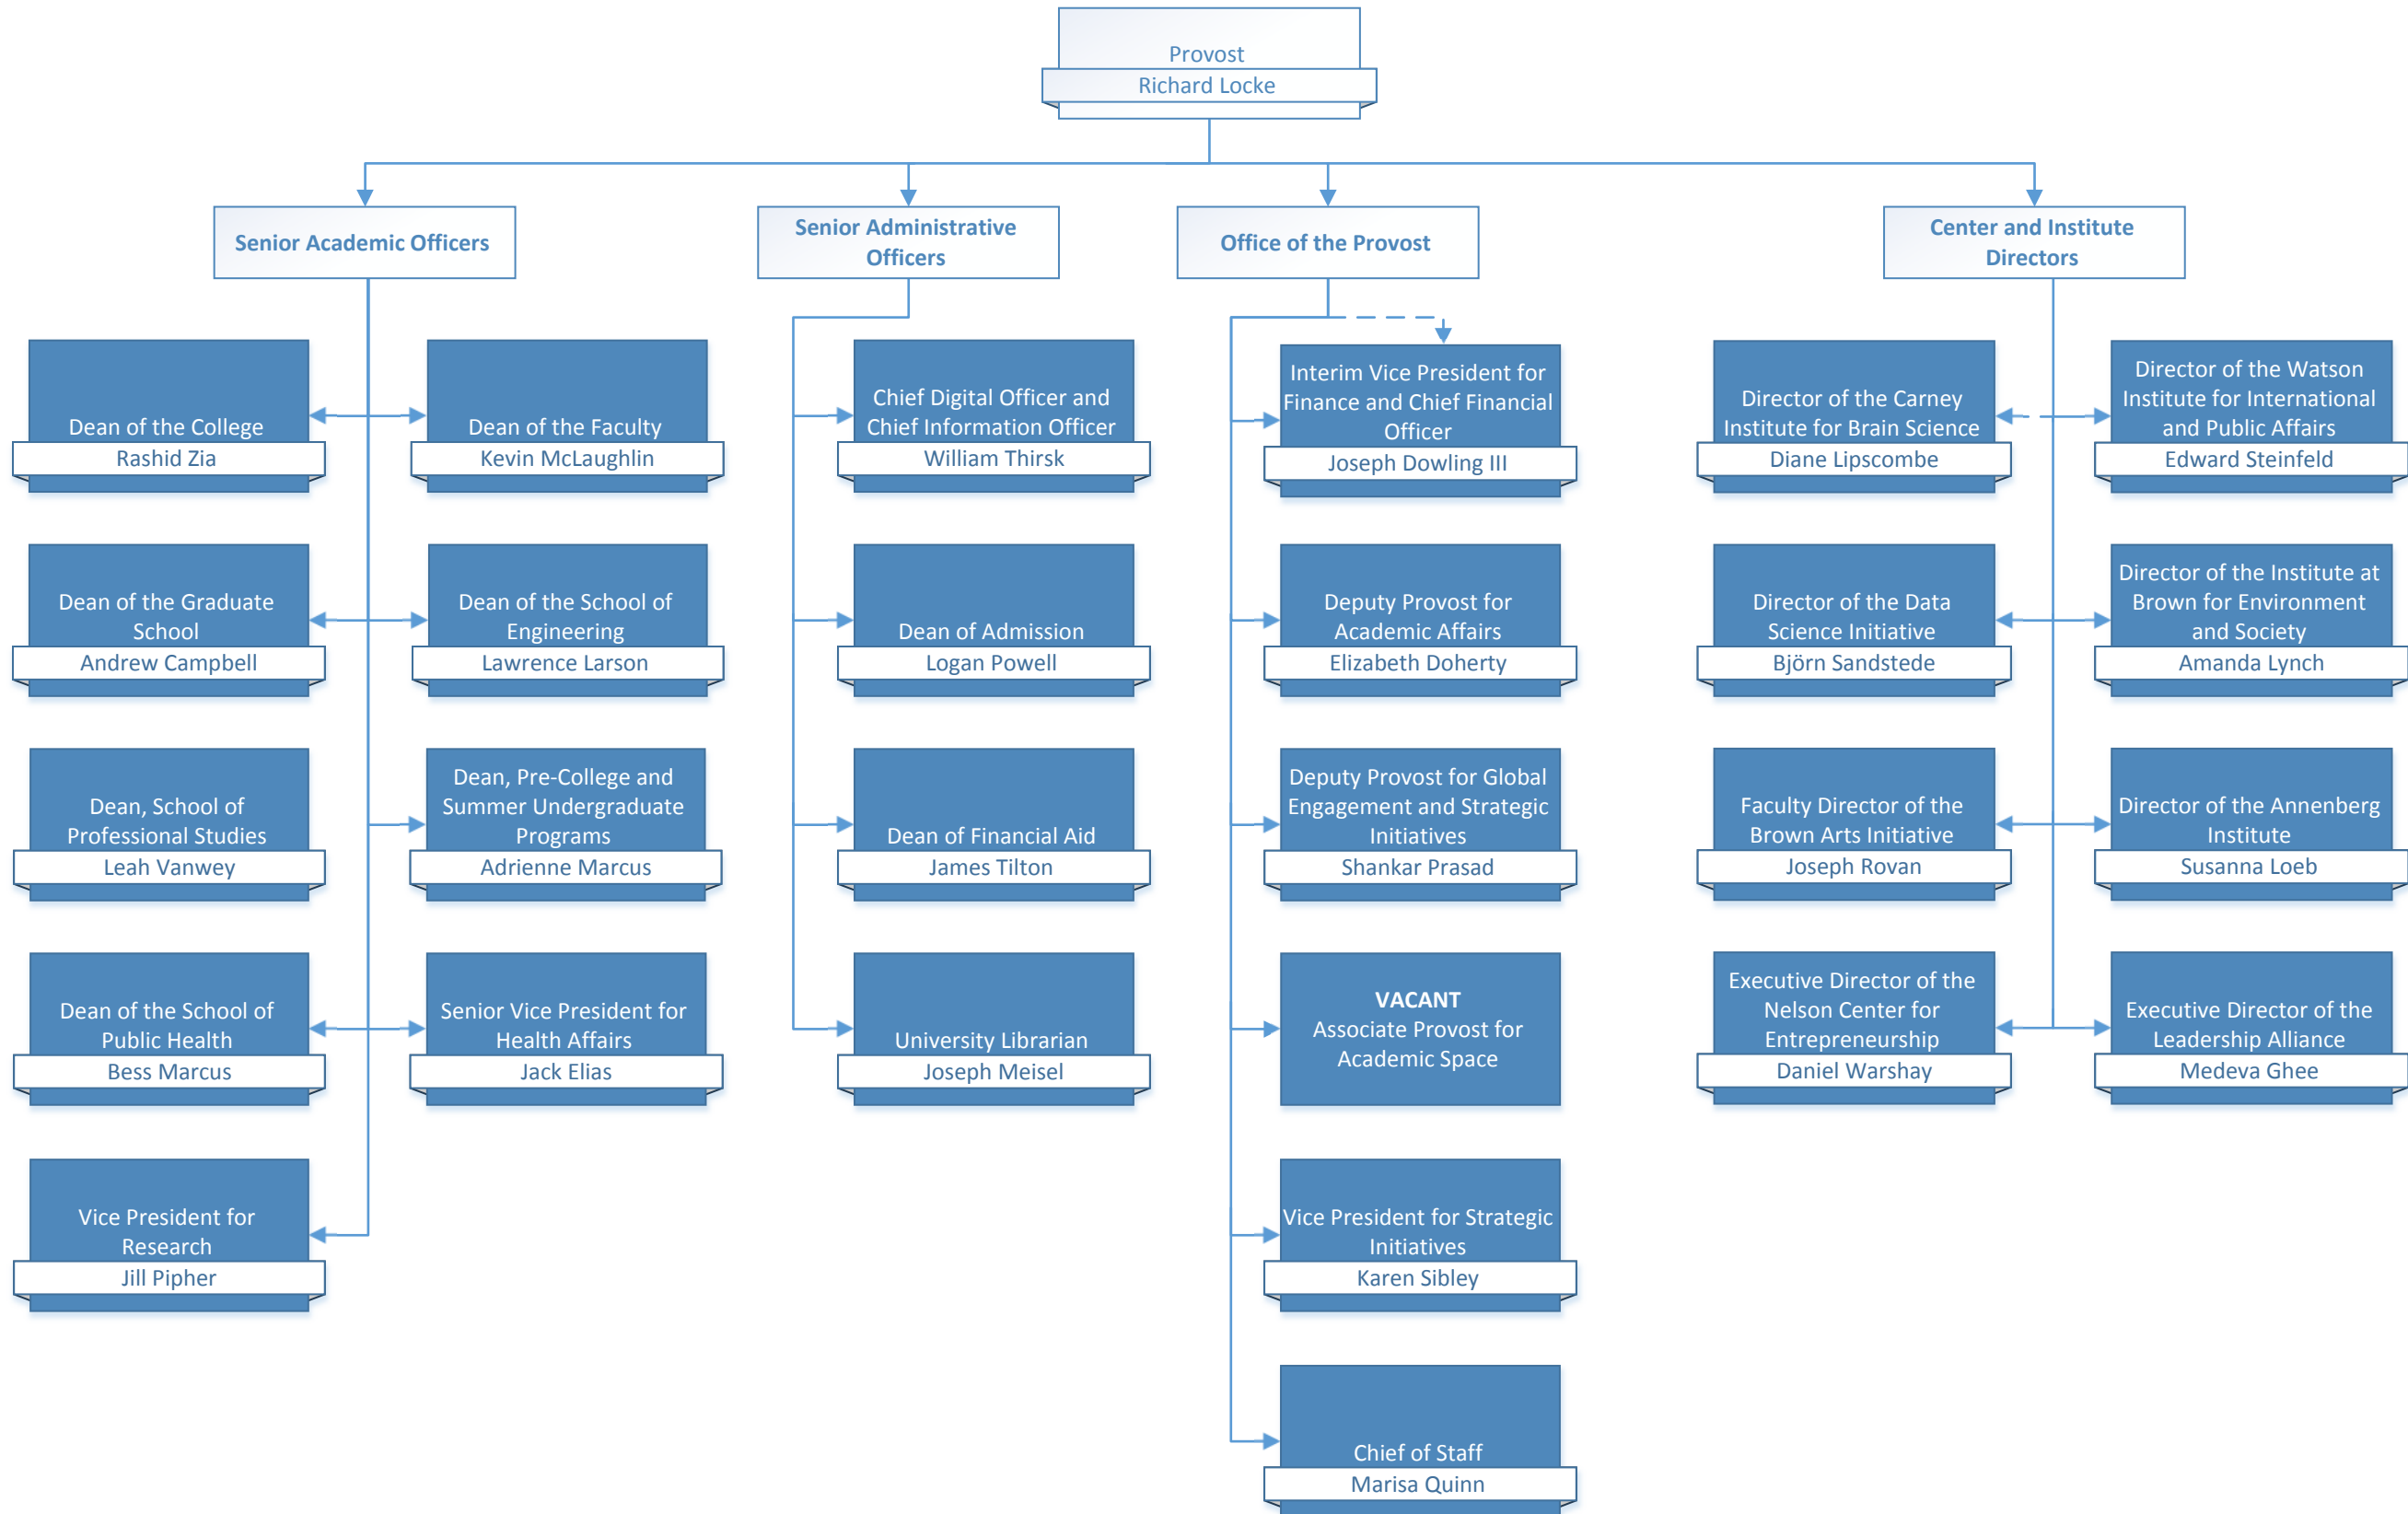 Provost
Richard Locke
Senior Academic Officers
Senior Administrative
Officers
Office of the Provost
Center and Institute
Directors
Dean of the College
Rashid Zia
Dean of the Faculty
Kevin McLaughlin
Chief Digital Officer and
Chief Information Officer
William Thirsk
Interim Vice President for
Finance and Chief Financial
Officer
Joseph Dowling III
Director of the Carney
Institute for Brain Science
Diane Lipscombe
Director of the Watson
Institute for International
and Public Affairs
Edward Steinfeld
Dean of the Graduate
School
Andrew Campbell
Dean of the School of
Engineering
Lawrence Larson
Dean of Admission
Logan Powell
Deputy Provost for
Academic Affairs
Elizabeth Doherty
Director of the Data
Science Initiative
Björn Sandstede
Director of the Institute at
Brown for Environment
and Society
Amanda Lynch
Dean, School of
Professional Studies
Leah Vanwey
Dean, Pre-College and
Summer Undergraduate
Programs
Adrienne Marcus
Dean of Financial Aid
James Tilton
Deputy Provost for Global
Engagement and Strategic
Initiatives
Shankar Prasad
Faculty Director of the
Brown Arts Initiative
Joseph Rovan
Director of the Annenberg
Institute
Susanna Loeb
Dean of the School of
Public Health
Bess Marcus
Senior Vice President for
Health Affairs
Jack Elias
University Librarian
Joseph Meisel
VACANT
Associate Provost for
Academic Space
Executive Director of the
Nelson Center for
Entrepreneurship
Daniel Warshay
Executive Director of the
Leadership Alliance
Medeva Ghee
Vice President for
Research
Jill Pipher
Vice President for Strategic
Initiatives
Karen Sibley
Chief of Staff
Marisa Quinn